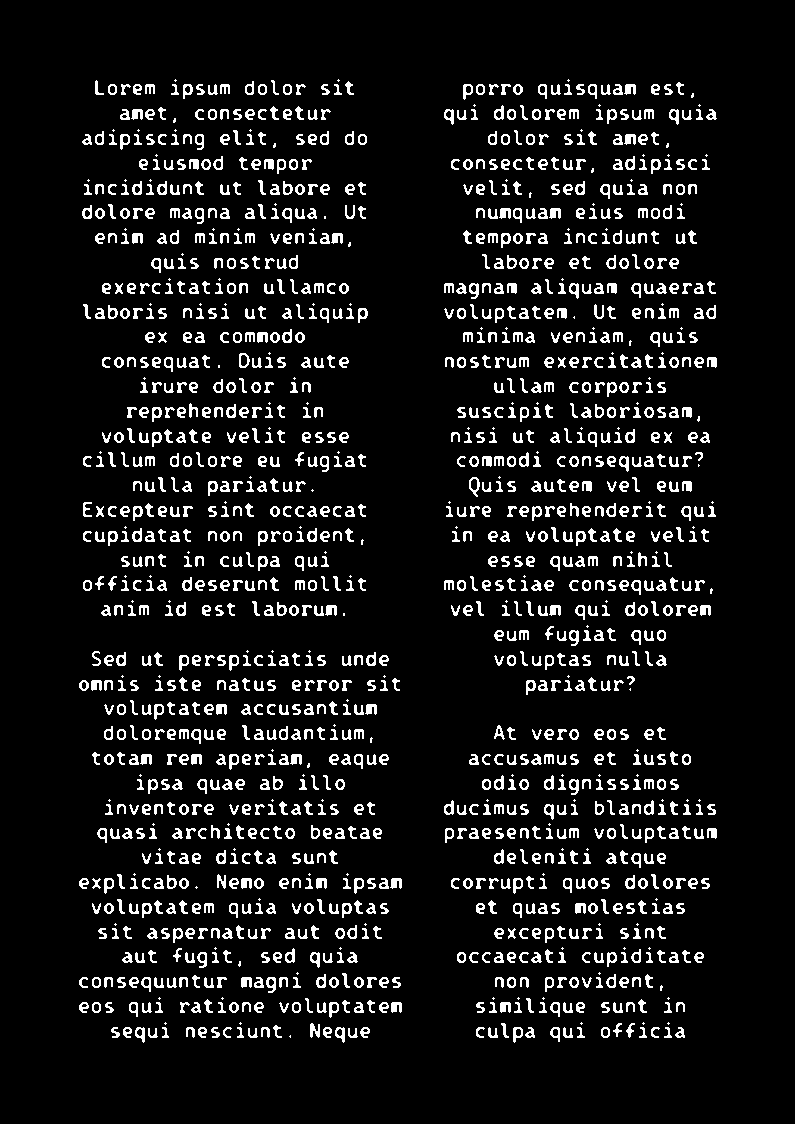 Lorem ipsum dolor sit
amet, consectetur
adipiscing elit, sed do
eiusmod tempor
incididunt ut labore et
dolore magna aliqua. Ut
enim ad minim veniam,
quis nostrud
exercitation ullamco
laboris nisi ut aliquip
ex ea commodo
consequat. Duis aute
irure dolor in
reprehenderit in
voluptate velit esse
cillum dolore eu fugiat
nulla pariatur.
Excepteur sint occaecat
cupidatat non proident,
sunt in culpa qui
officia deserunt mollit
anim id est laborum.

Sed ut perspiciatis unde
omnis iste natus error sit
voluptatem accusantium
doloremque laudantium,
totam rem aperiam, eaque
ipsa quae ab illo
inventore veritatis et
quasi architecto beatae
vitae dicta sunt
explicabo. Nemo enim ipsam
voluptatem quia voluptas
sit aspernatur aut odit
aut fugit, sed quia
consequuntur magni dolores
eos qui ratione voluptatem
sequi nesciunt. Neque
porro quisquam est,
qui dolorem ipsum quia
dolor sit amet,
consectetur, adipisci
velit, sed quia non
numquam eius modi
tempora incidunt ut
labore et dolore
magnam aliquam quaerat
voluptatem. Ut enim ad
minima veniam, quis
nostrum exercitationem
ullam corporis
suscipit laboriosam,
nisi ut aliquid ex ea
commodi consequatur?
Quis autem vel eum
iure reprehenderit qui
in ea voluptate velit
esse quam nihil
molestiae consequatur,
vel illum qui dolorem
eum fugiat quo
voluptas nulla
pariatur?

At vero eos et
accusamus et iusto
odio dignissimos
ducimus qui blanditiis
praesentium voluptatum
deleniti atque
corrupti quos dolores
et quas molestias
excepturi sint
occaecati cupiditate
non provident,
similique sunt in
culpa qui officia